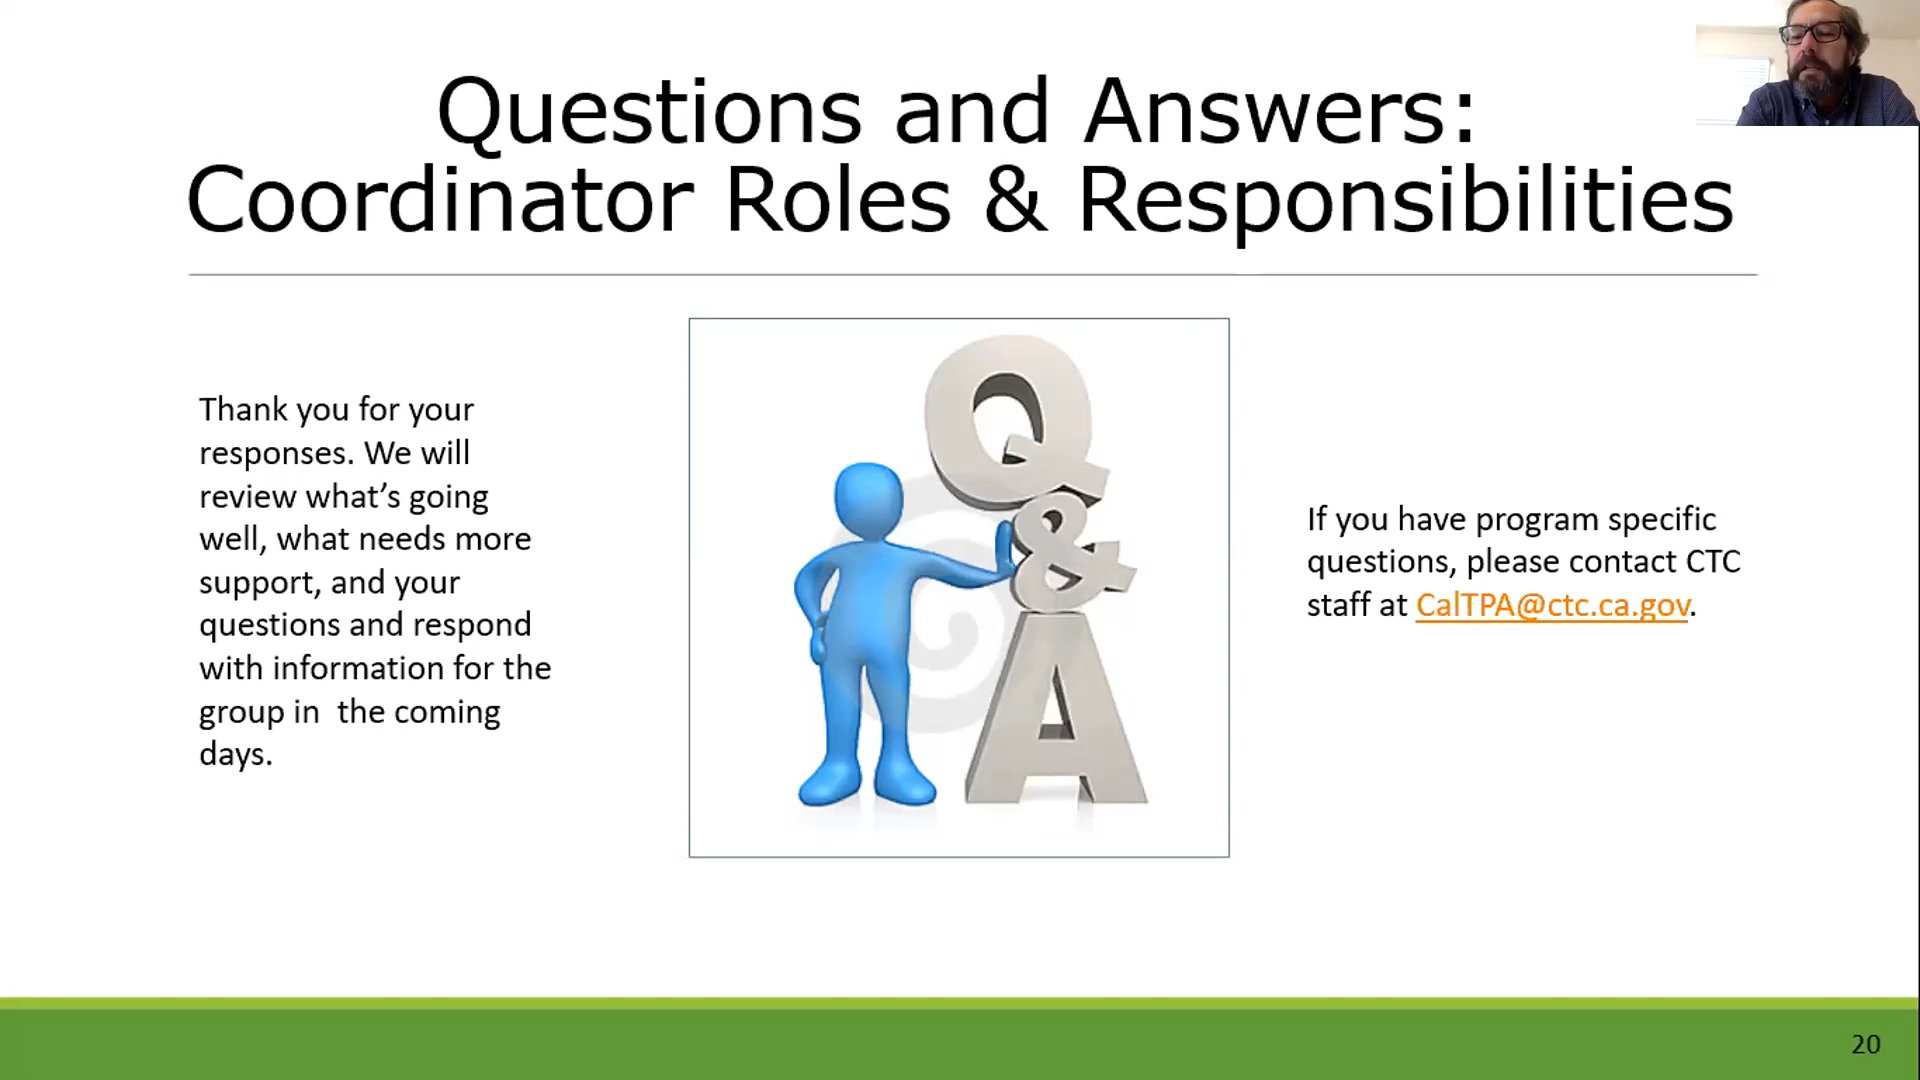 Questions and Answers:
Coordinator Roles & Responsibilities
Thank you for your
responses. We will
review what’s going
well, what needs more
support, and your
questions and respond
with information for the
group in  the coming
days.
Q
&
A
If you have program specific
questions, please contact CTC
staff at CalTPA@ctc.ca.gov.
20